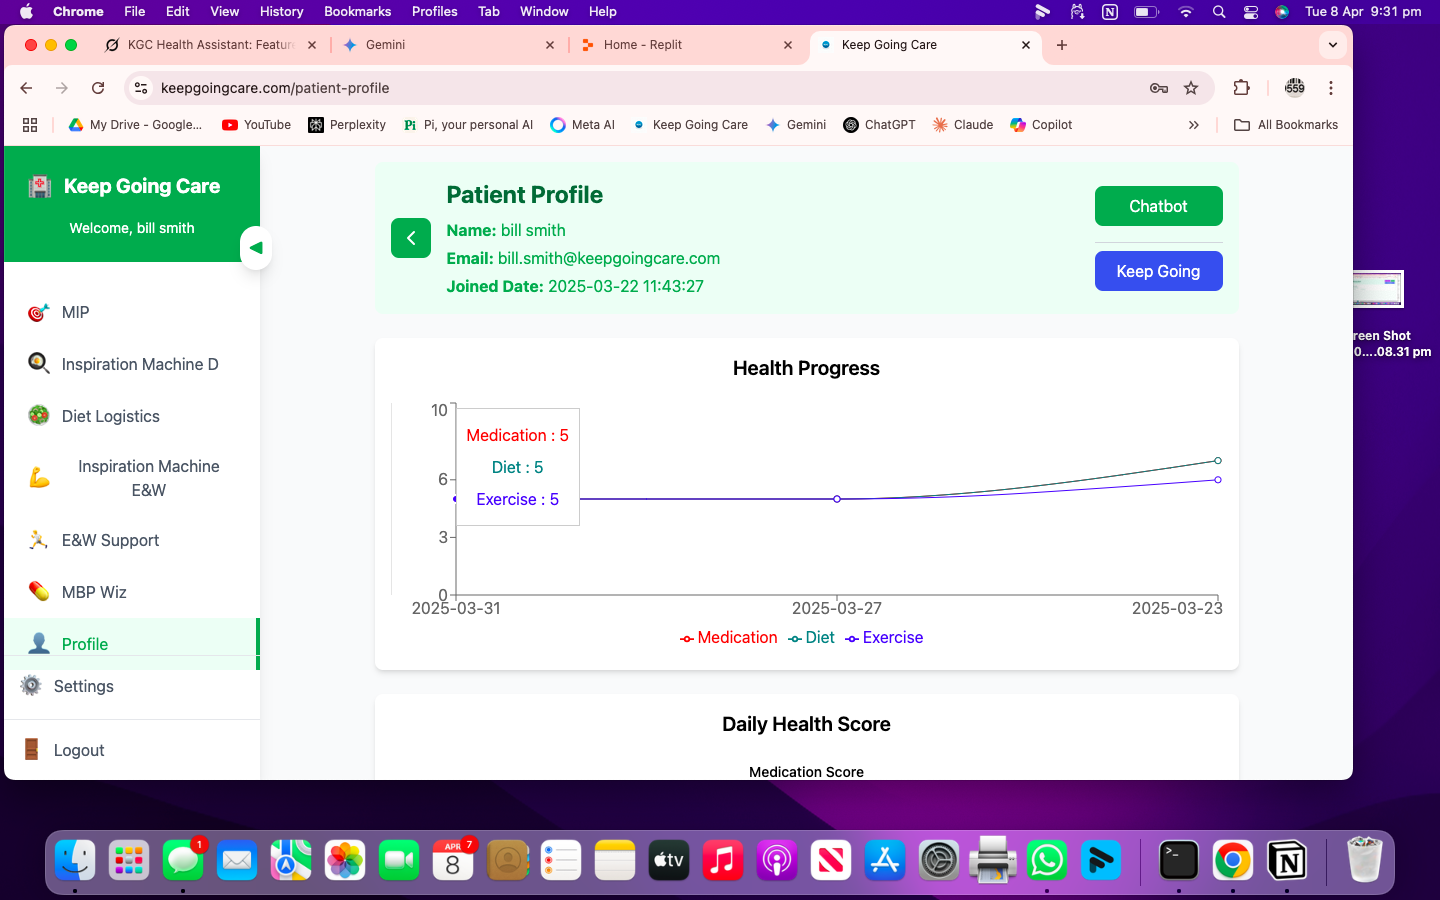 Chrome File Edit View History Bookmarks Profiles Tab Window Help Tue 8 Apr 9:31 pm
KGC Health Assistant: Featur Gemini Home - Replit Keep Going Care
keepgoingcare.com/patient-profile 559
My Drive - Google... YouTube Perplexity Pi, your personal AI Meta AI Keep Going Care Gemini ChatGPT Claude Copilot All Bookmarks
Keep Going Care
Welcome, bill smith
MIP
Inspiration Machine D
Diet Logistics
Inspiration Machine
E&W
E&W Support
MBP Wiz
Profile
Settings
Logout
Patient Profile
Name: bill smith
Email: bill.smith@keepgoingcare.com
Joined Date: 2025-03-22 11:43:27
Chatbot
Keep Going
Health Progress
10
6
3
0
Medication : 5
Diet : 5
Exercise : 5
2025-03-31 2025-03-27 2025-03-23
Medication Diet Exercise
Daily Health Score
Medication Score
reen Shot
0....08.31 pm
1
APR 7
8
tv